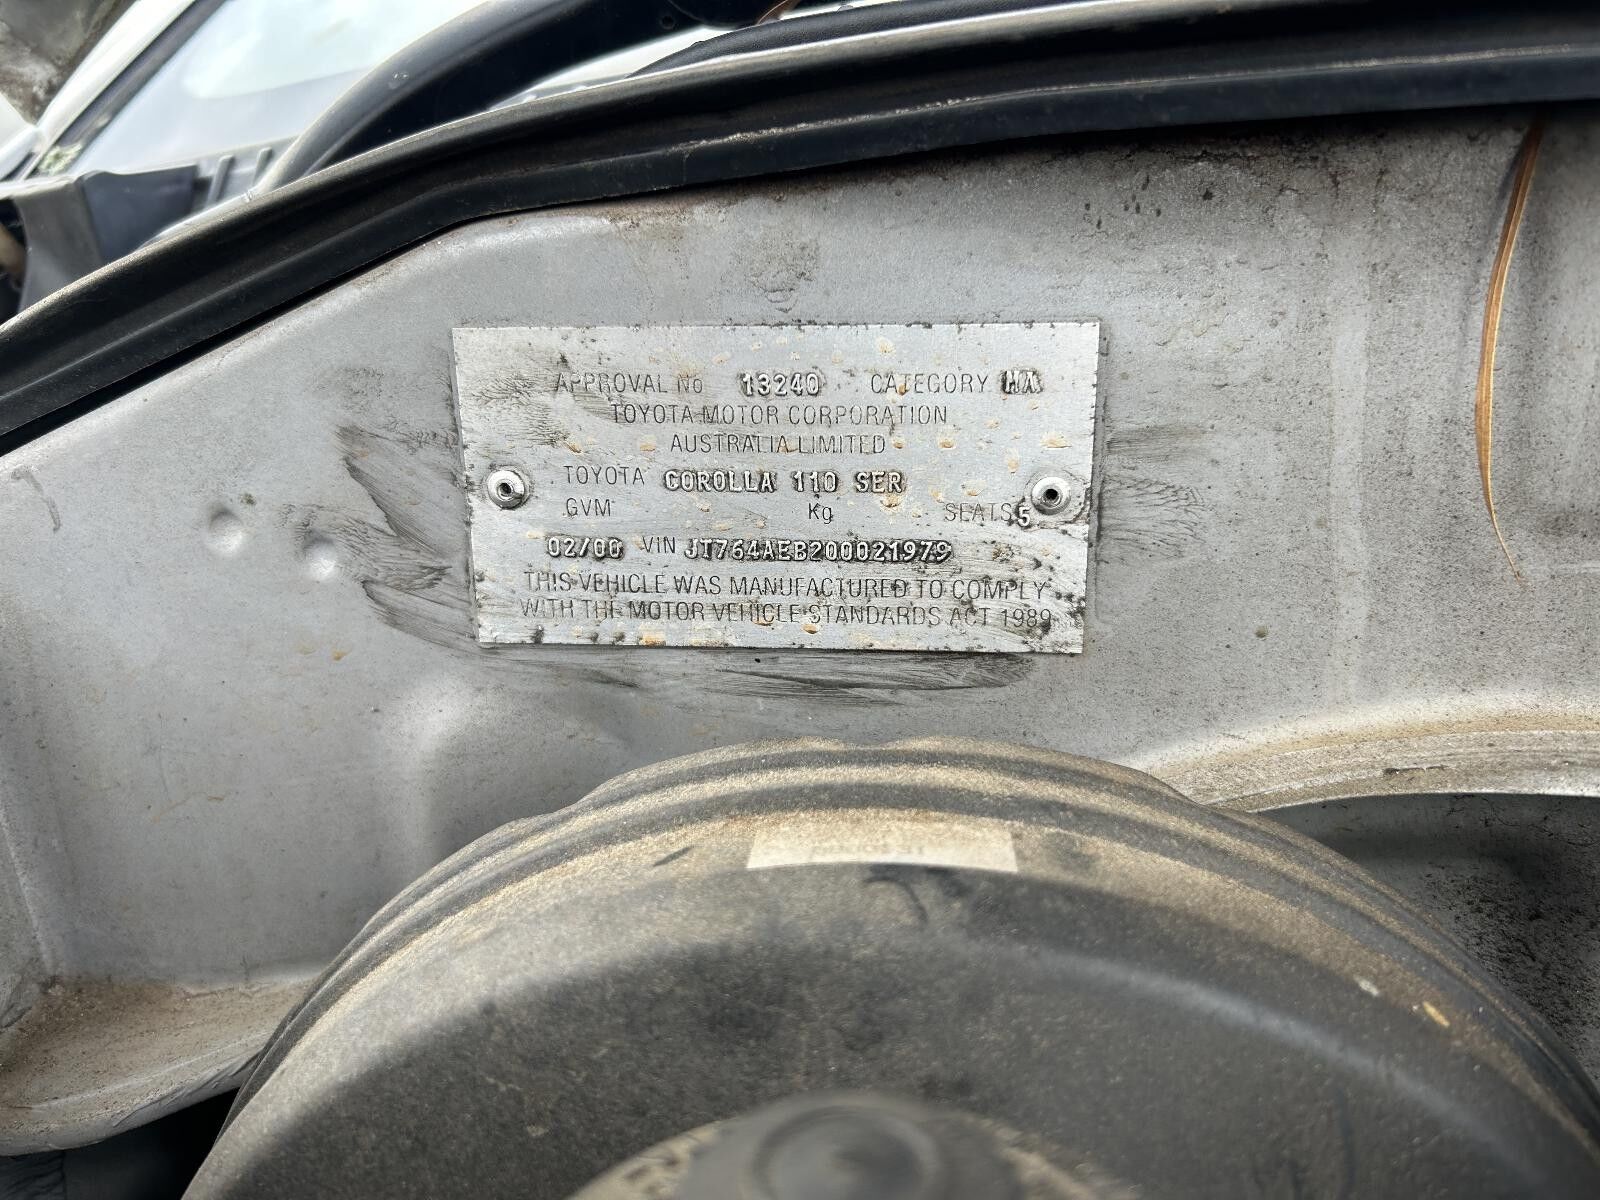 APPROVAL No 13240 CATEGORY MA
TOYOTA MOTOR CORPORATION
AUSTRALIA LIMITED
TOYOTA COROLLA 110 SER
GVM Kg SEATS 5
02/00 VIN JT764AEB200021979
THIS VEHICLE WAS MANUFACTURED TO COMPLY
WITH THE MOTOR VEHICLE STANDARDS ACT 1989